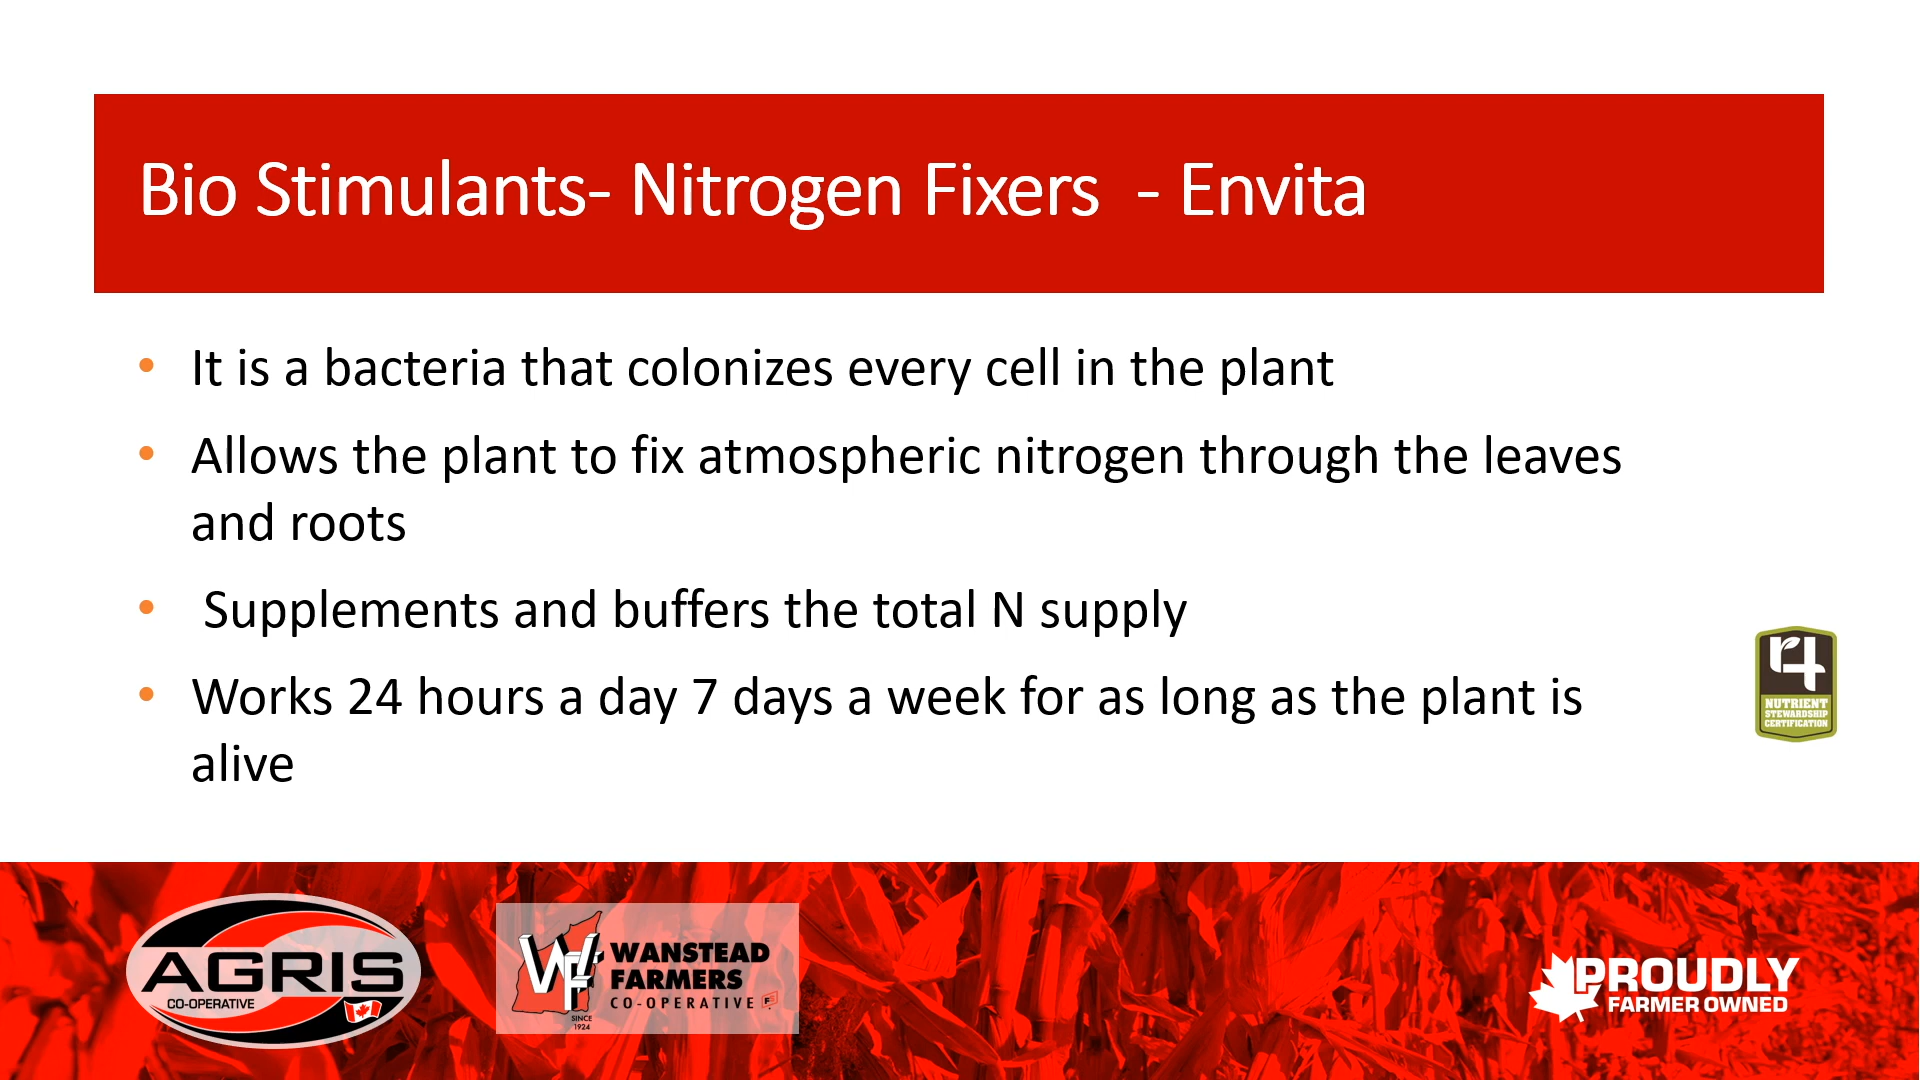 Bio Stimulants- Nitrogen Fixers  - Envita
• It is a bacteria that colonizes every cell in the plant
• Allows the plant to fix atmospheric nitrogen through the leaves
and roots
• Supplements and buffers the total N supply
• Works 24 hours a day 7 days a week for as long as the plant is
alive
r4
NUTRIENT
STEWARDSHIP
CERTIFICATION
AGRIS
CO-OPERATIVE
WF
SINCE
1924
WANSTEAD
FARMERS
CO-OPERATIVE
PROUDLY
FARMER OWNED